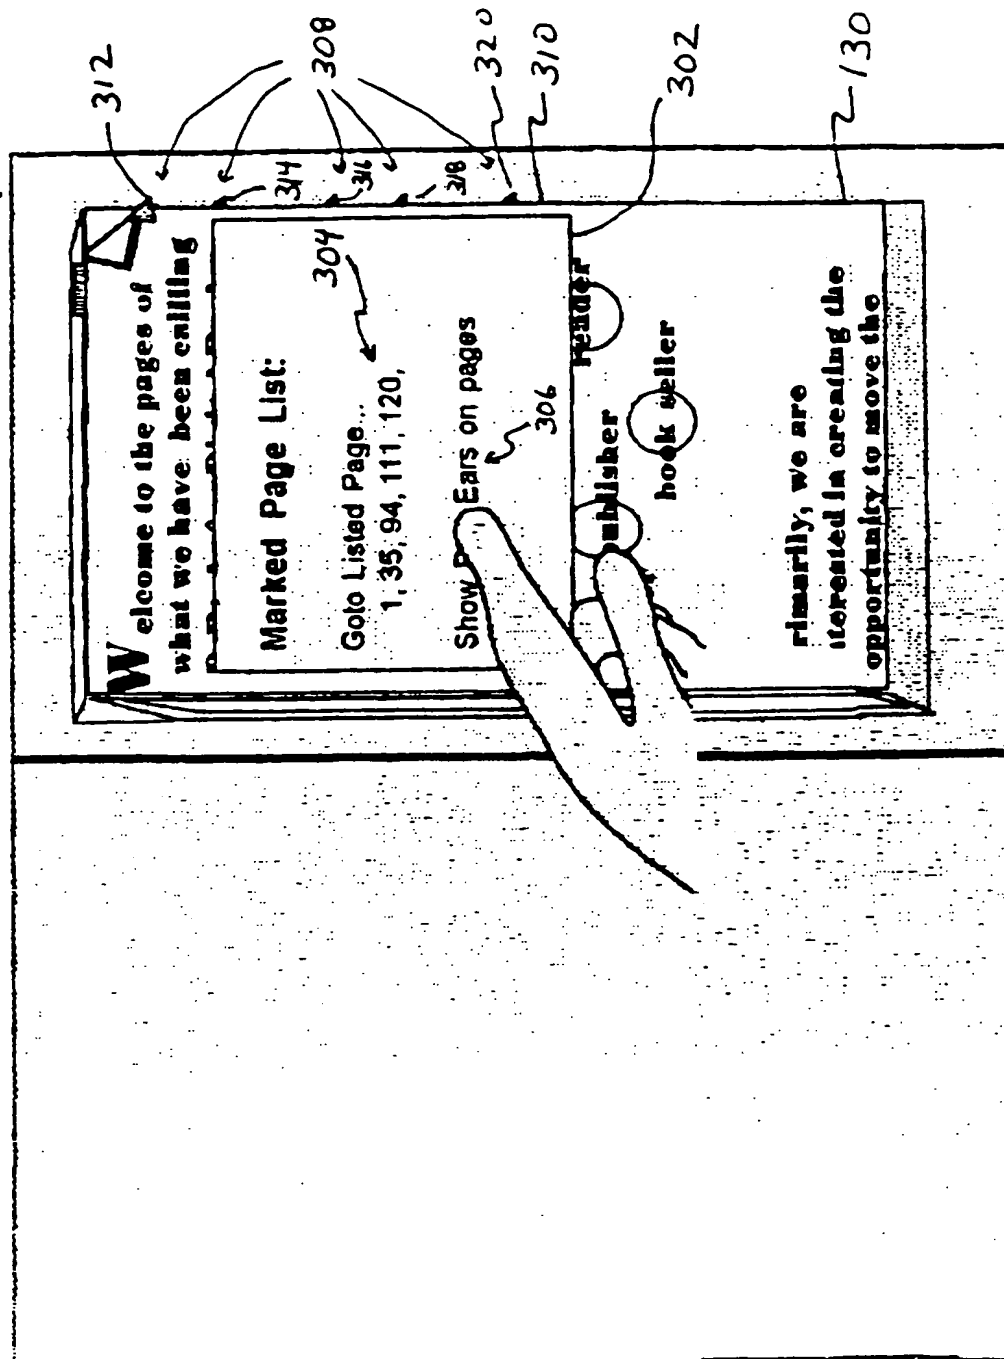 312
308
320
310
302
130
314
316
318
W
elcome to the pages of
what we have been caillling
Marked Page List:
304
Goto Listed Page...
1, 35, 94, 111, 120,
Show Ears on pages
306
reader
publisher
book seller
rimarily, we are
iterested in creating the
opportunity to move the